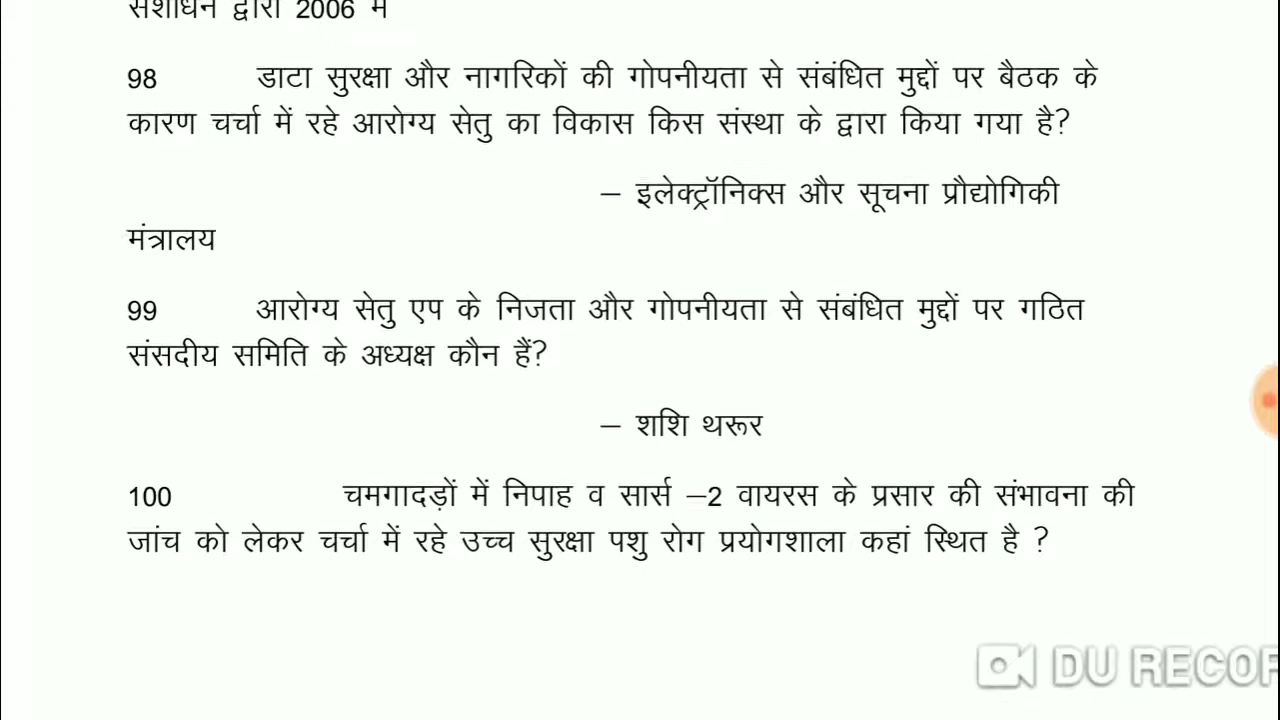 संशोधन द्वारा 2006 में
98 डाटा सुरक्षा और नागरिकों की गोपनीयता से संबंधित मुद्दों पर बैठक के
कारण चर्चा में रहे आरोग्य सेतु का विकास किस संस्था के द्वारा किया गया है?
– इलेक्ट्रॉनिक्स और सूचना प्रौद्योगिकी
मंत्रालय
99 आरोग्य सेतु एप के निजता और गोपनीयता से संबंधित मुद्दों पर गठित
संसदीय समिति के अध्यक्ष कौन हैं?
– शशि थरूर
100 चमगादड़ों में निपाह व सार्स –2 वायरस के प्रसार की संभावना की
जांच को लेकर चर्चा में रहे उच्च सुरक्षा पशु रोग प्रयोगशाला कहां स्थित है ?
DU RECOR